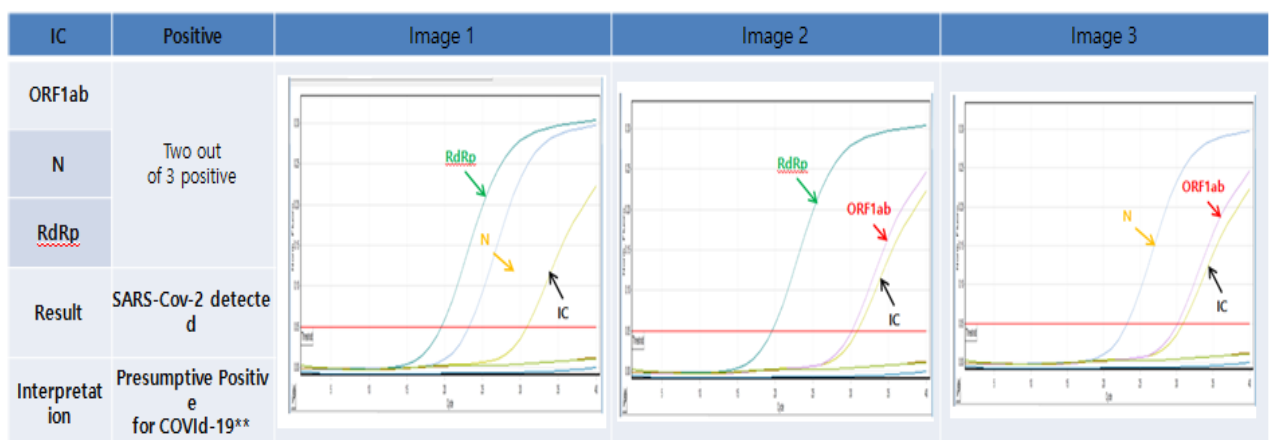 IC
Positive
Image 1
Image 2
Image 3
ORF1ab
N
RdRp
Two out
of 3 positive
Result
SARS-Cov-2 detecte
d
Interpretat
ion
Presumptive Positiv
e
for COVId-19**
RdRp
N
IC
RdRp
ORF1ab
IC
N
ORF1ab
IC